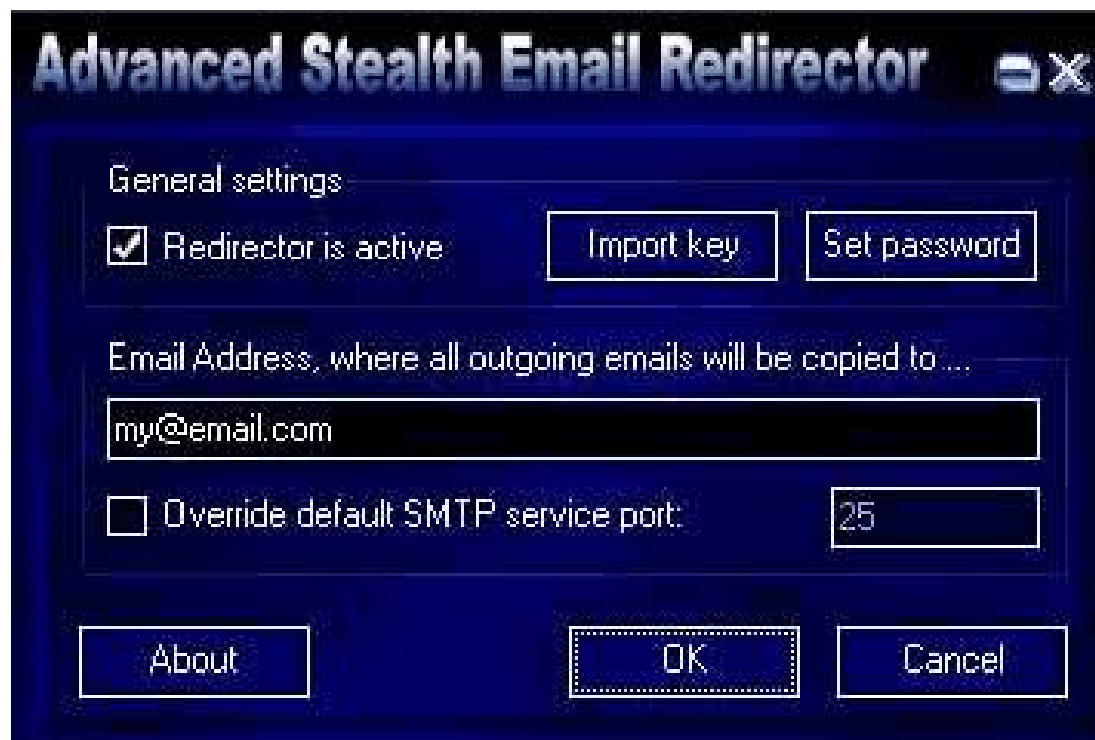 Advanced Stealth Email Redirector
General settings
Redirector is active
Import key
Set password
Email Address, where all outgoing emails will be copied to ...
my@email.com
Override default SMTP service port:
25
About
OK
Cancel